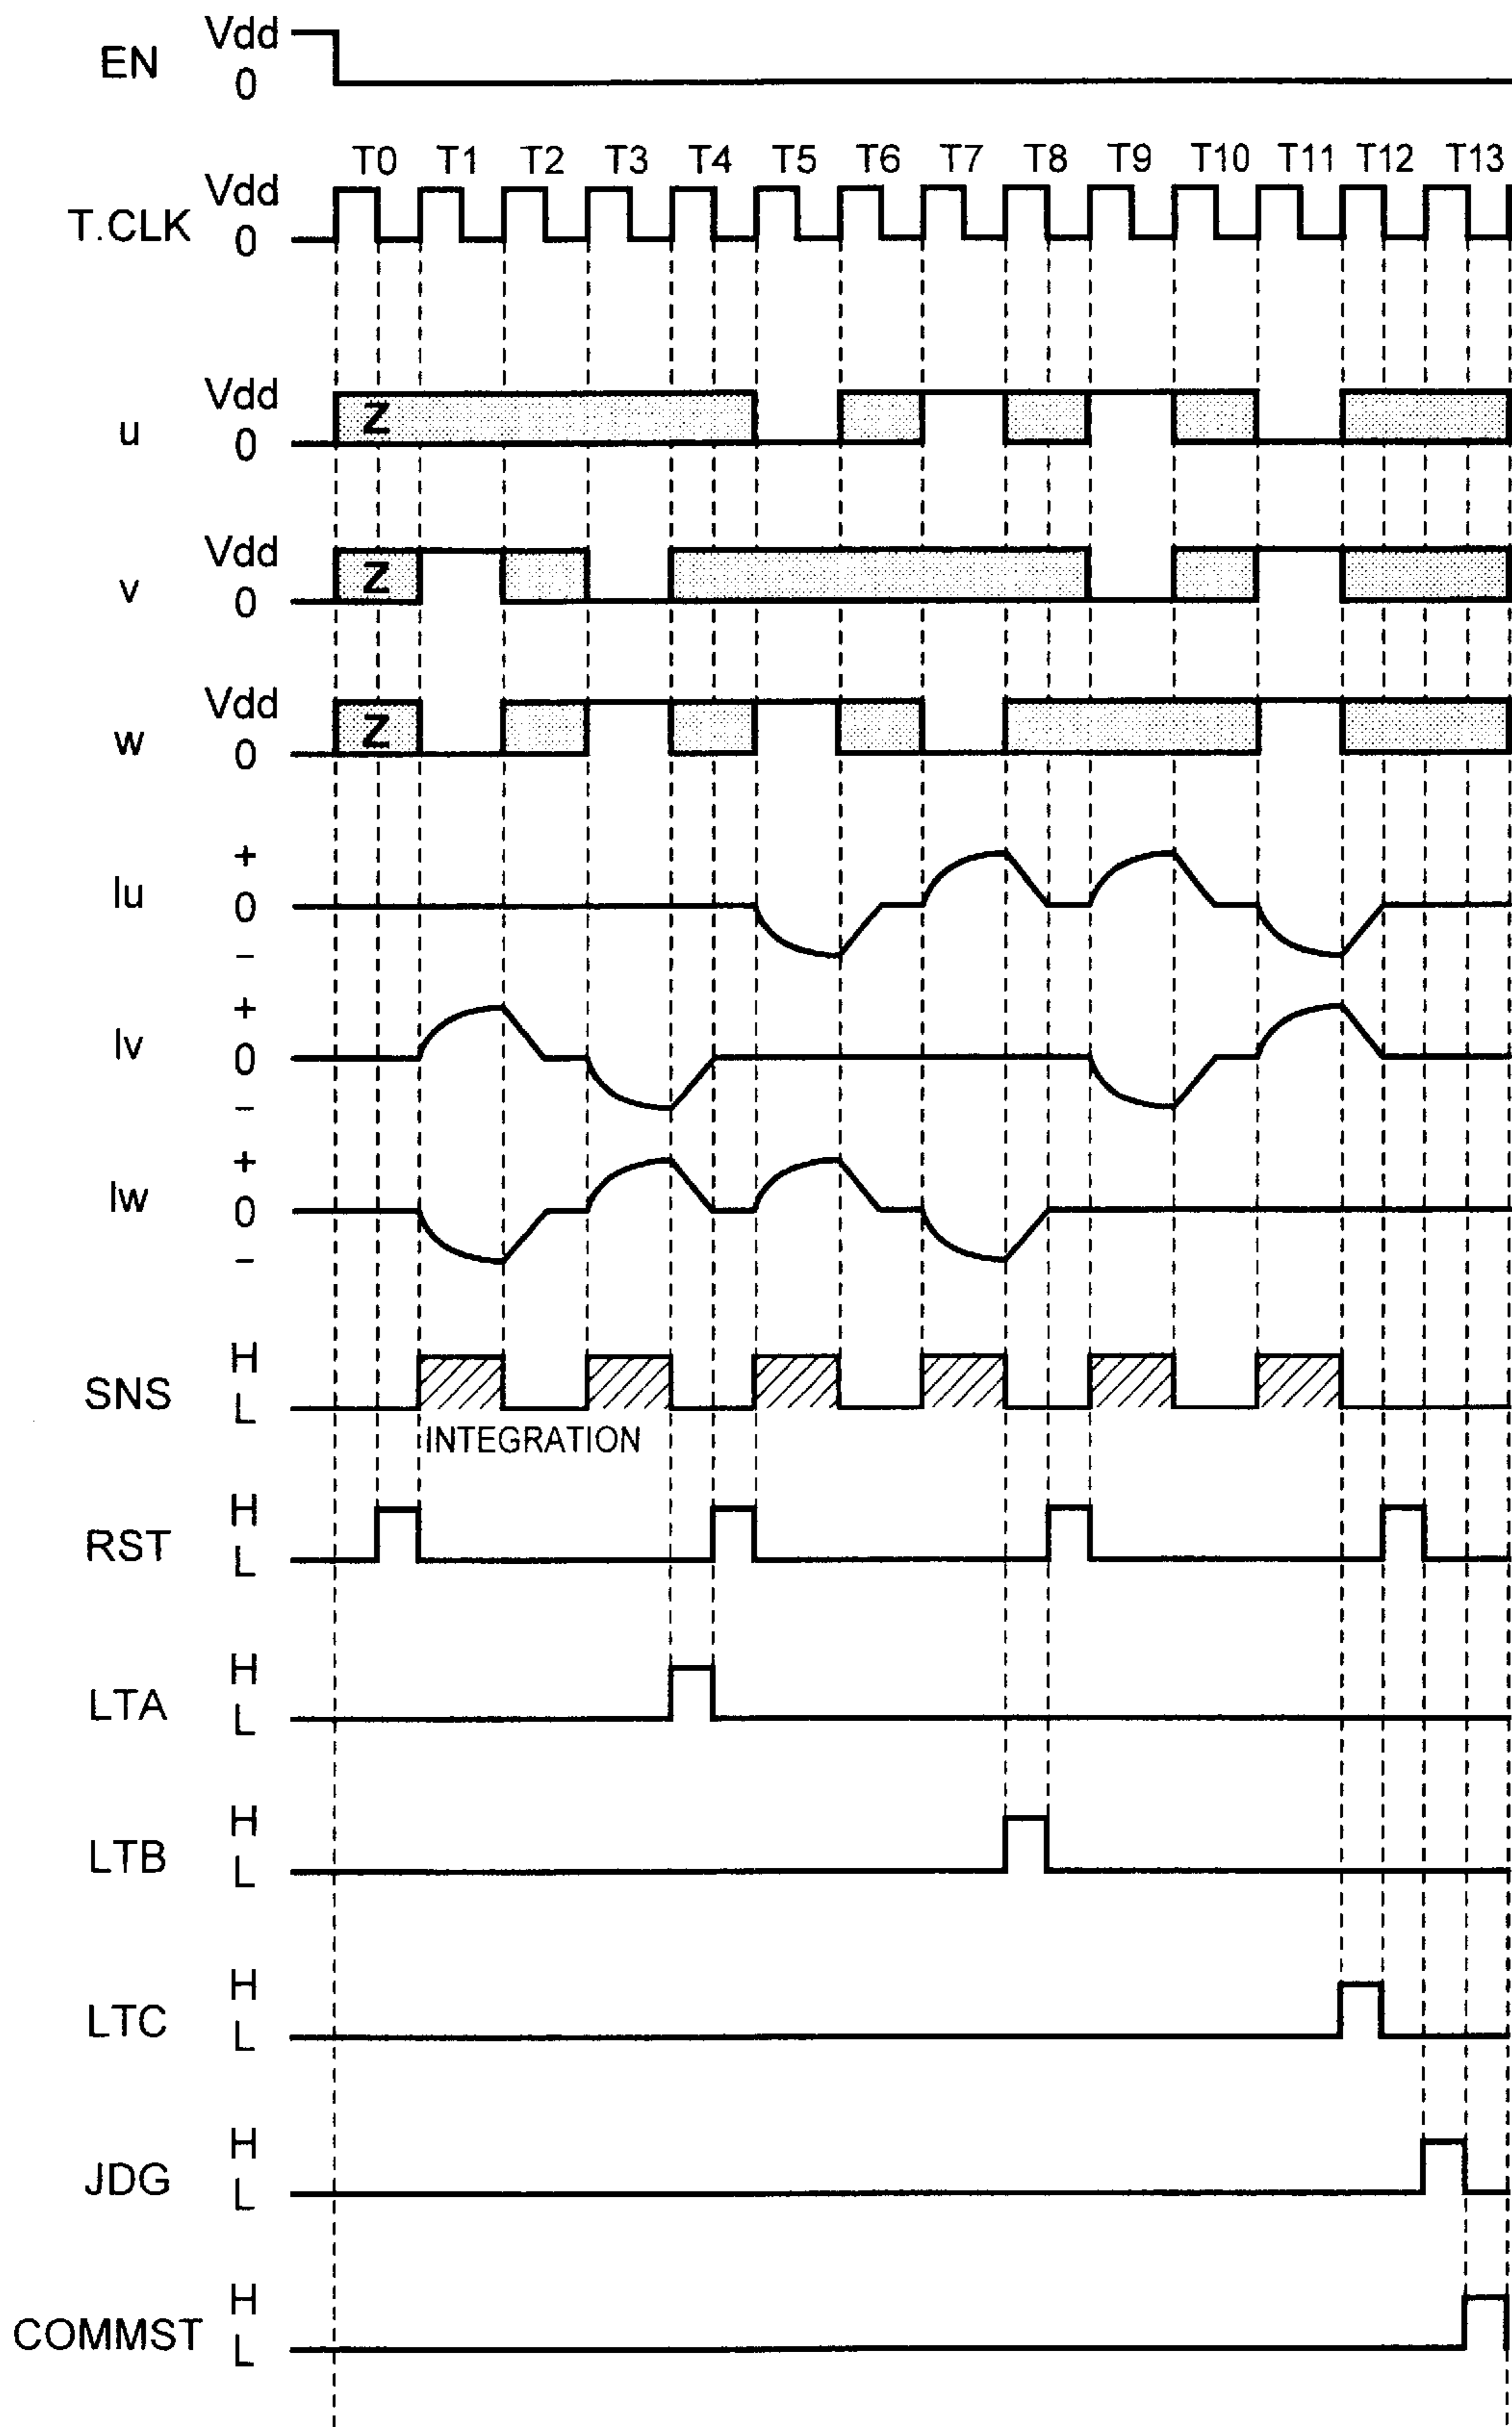 EN Vdd
0
T0 T1 T2 T3 T4 T5 T6 T7 T8 T9 T10 T11 T12 T13
T.CLK Vdd
0
u Vdd
0
Z
v Vdd
0
Z
w Vdd
0
Z
Iu +
0
−
Iv +
0
−
Iw +
0
−
SNS H
L
INTEGRATION
RST H
L
LTA H
L
LTB H
L
LTC H
L
JDG H
L
COMMST H
L